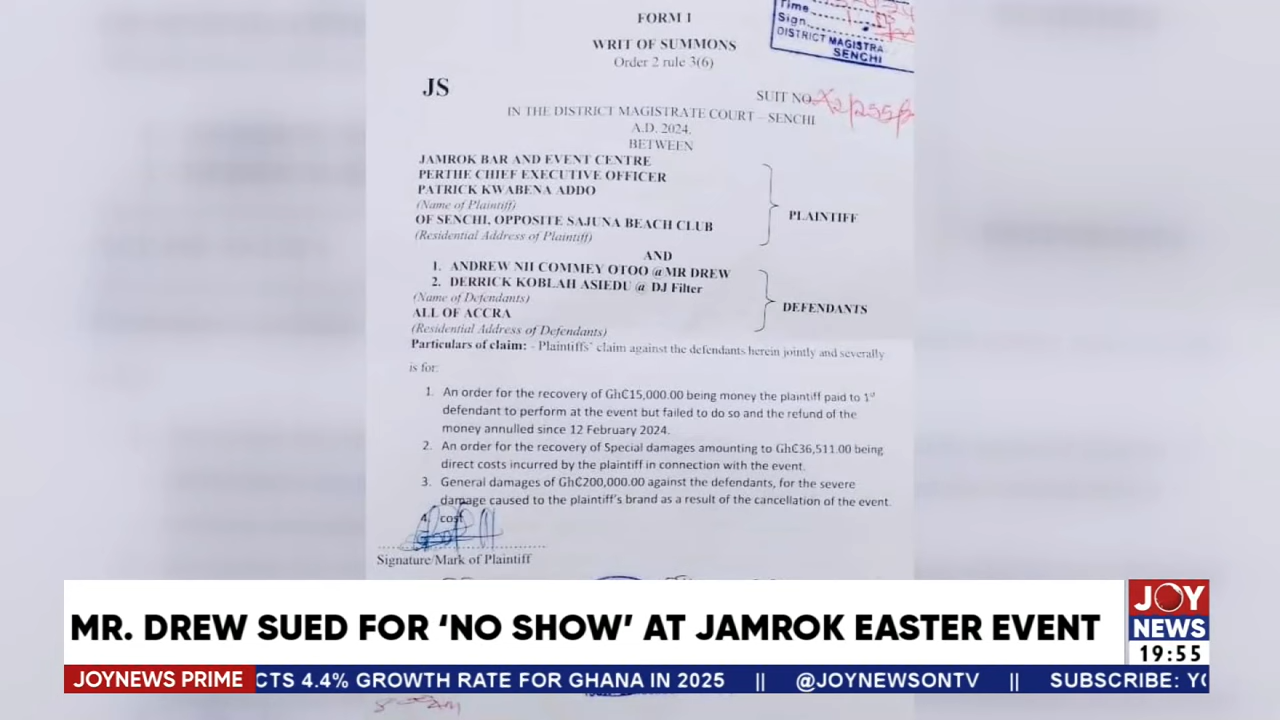 FORM 1
Time
Sign
DISTRICT MAGISTRA
SENCHI
WRIT OF SUMMONS
Order 2 rule 3(6)
JS
SUIT NO.
IN THE DISTRICT MAGISTRATE COURT – SENCHI
A.D. 2024.
BETWEEN
JAMROK BAR AND EVENT CENTRE
PERTHE CHIEF EXECUTIVE OFFICER
PATRICK KWABENA ADDO
(Name of Plaintiff)
PLAINTIFF
OF SENCHI, OPPOSITE SAJUNA BEACH CLUB
(Residential Address of Plaintiff)
AND
1. ANDREW NII COMMEY OTOO @ MR DREW
2. DERRICK KOBLAH ASIEDU @ DJ Filter
(Name of Defendants)
DEFENDANTS
ALL OF ACCRA
(Residential Address of Defendants)
Particulars of claim: - Plaintiffs' claim against the defendants herein jointly and severally
is for:
1. An order for the recovery of GhC15,000.00 being money the plaintiff paid to 1st
defendant to perform at the event but failed to do so and the refund of the
money annulled since 12 February 2024.
2. An order for the recovery of Special damages amounting to GhC36,511.00 being
direct costs incurred by the plaintiff in connection with the event.
3. General damages of GhC200,000.00 against the defendants, for the severe
damage caused to the plaintiff's brand as a result of the cancellation of the event.
4. cost
Signature/Mark of Plaintiff
MR. DREW SUED FOR ‘NO SHOW’ AT JAMROK EASTER EVENT
JOY
NEWS
19:55
JOYNEWS PRIME
CTS 4.4% GROWTH RATE FOR GHANA IN 2025 || @JOYNEWSONTV || SUBSCRIBE: